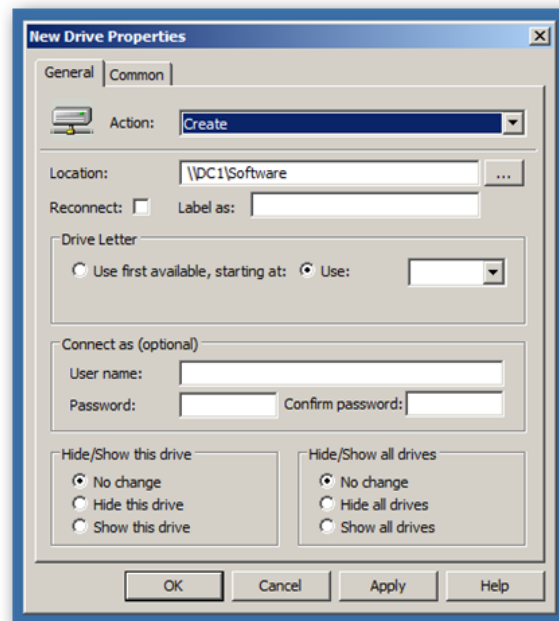 New Drive Properties
General Common
Action: Create
Location: \\DC1\Software ...
Reconnect: Label as:
Drive Letter
Use first available, starting at: Use:
Connect as (optional)
User name:
Password: Confirm password:
Hide/Show this drive Hide/Show all drives
No change No change
Hide this drive Hide all drives
Show this drive Show all drives
OK Cancel Apply Help